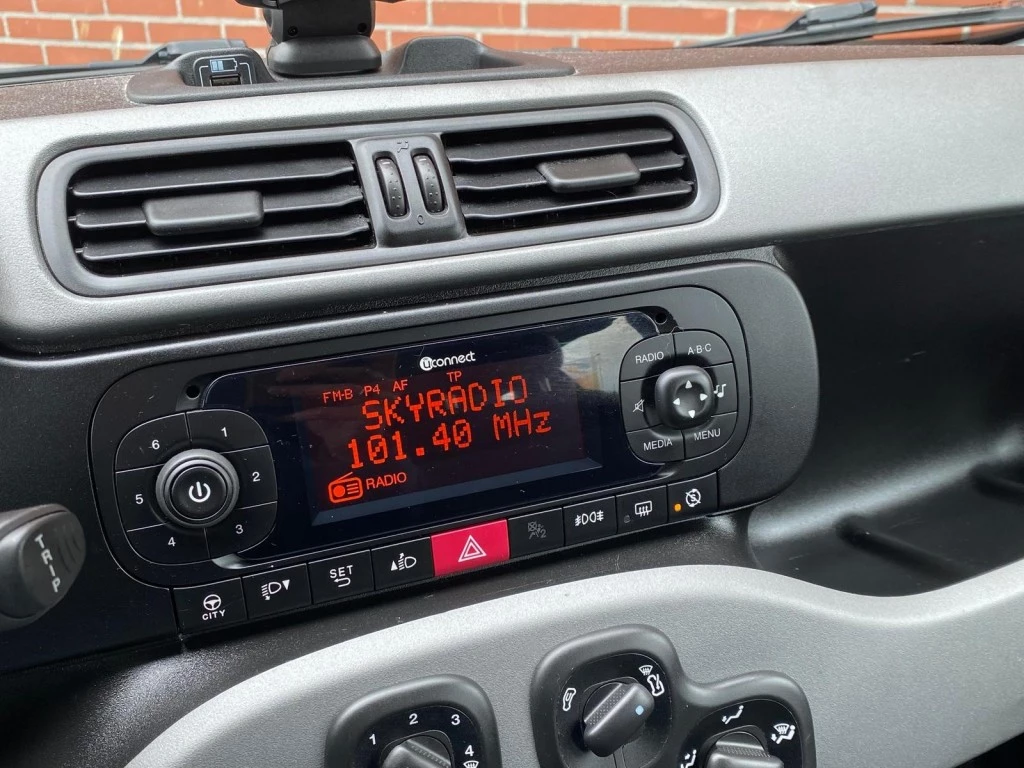 uconnect
FM-B P4 AF TP
SKYRADIO
101.40 MHz
RADIO
6 1
5 2
4 3
RADIO A·B·C
MEDIA MENU
CITY
SET
TRIP
1 2 3 4